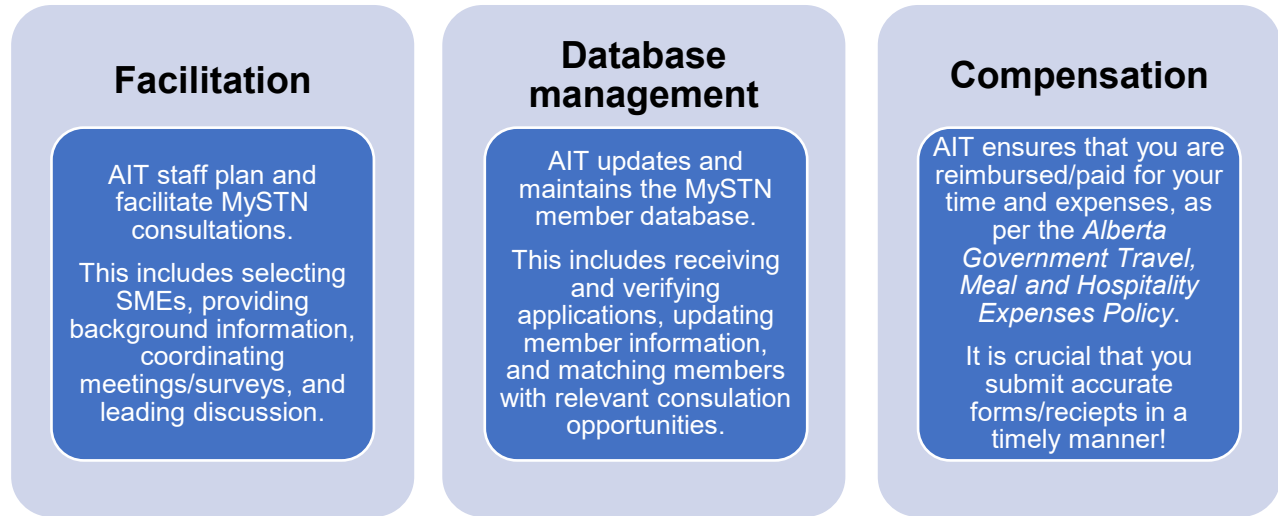 Facilitation
AIT staff plan and
facilitate MySTN
consultations.
This includes selecting
SMEs, providing
background information,
coordinating
meetings/surveys, and
leading discussion.
Database
management
AIT updates and
maintains the MySTN
member database.
This includes receiving
and verifying
applications, updating
member information,
and matching members
with relevant consulation
opportunities.
Compensation
AIT ensures that you are
reimbursed/paid for your
time and expenses, as
per the Alberta
Government Travel,
Meal and Hospitality
Expenses Policy.
It is crucial that you
submit accurate
forms/reciepts in a
timely manner!